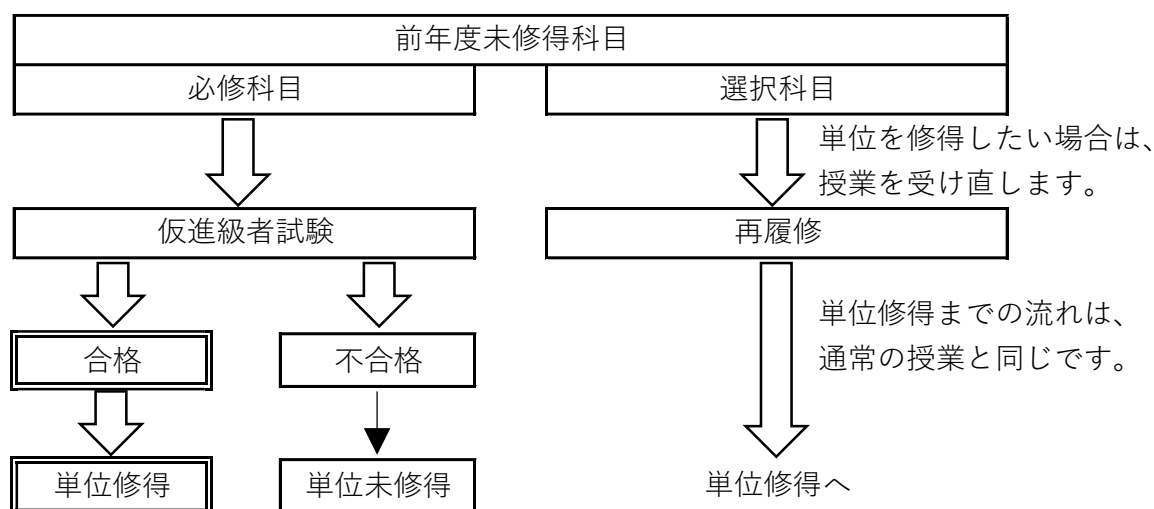 前年度未修得科目
必修科目
選択科目
単位を修得したい場合は、
授業を受け直します。
仮進級者試験
再履修
単位修得までの流れは、
通常の授業と同じです。
合格
不合格
単位修得
単位未修得
単位修得へ